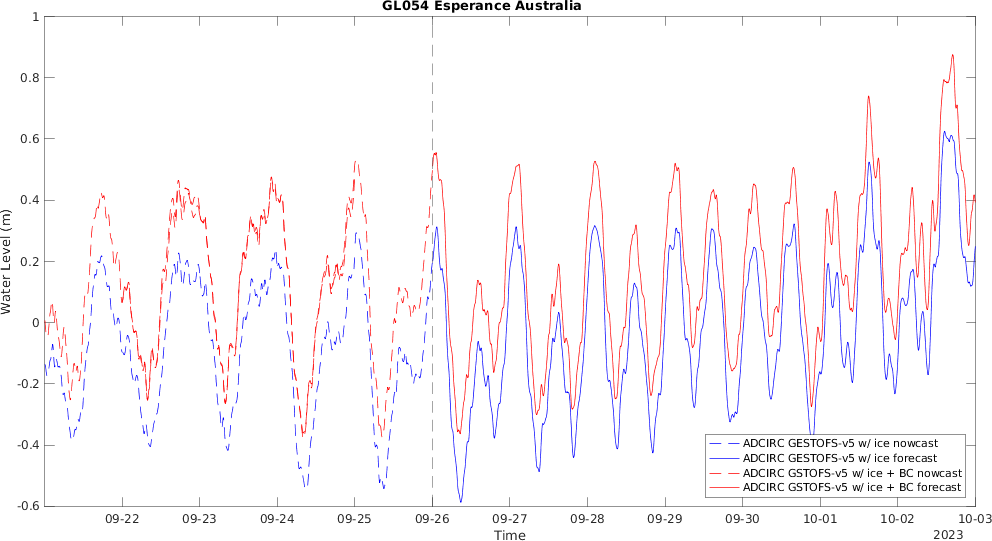 GL054 Esperance Australia
1
0.8
0.6
0.4
0.2
0
-0.2
-0.4
-0.6
Water Level (m)
ADCIRC GESTOFS-v5 w/ ice nowcast
ADCIRC GESTOFS-v5 w/ ice forecast
ADCIRC GSTOFS-v5 w/ ice + BC nowcast
ADCIRC GSTOFS-v5 w/ ice + BC forecast
09-22 09-23 09-24 09-25 09-26 09-27 09-28 09-29 09-30 10-01 10-02 10-03
Time
2023